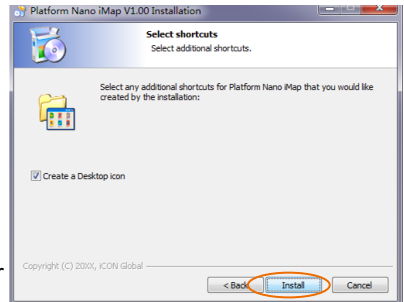 Platform Nano iMap V1.00 Installation
Select shortcuts
Select additional shortcuts.
Select any additional shortcuts for Platform Nano iMap that you would like
created by the installation:
Create a Desktop icon
Copyright (C) 20XX, iCON Global
< Back Install Cancel